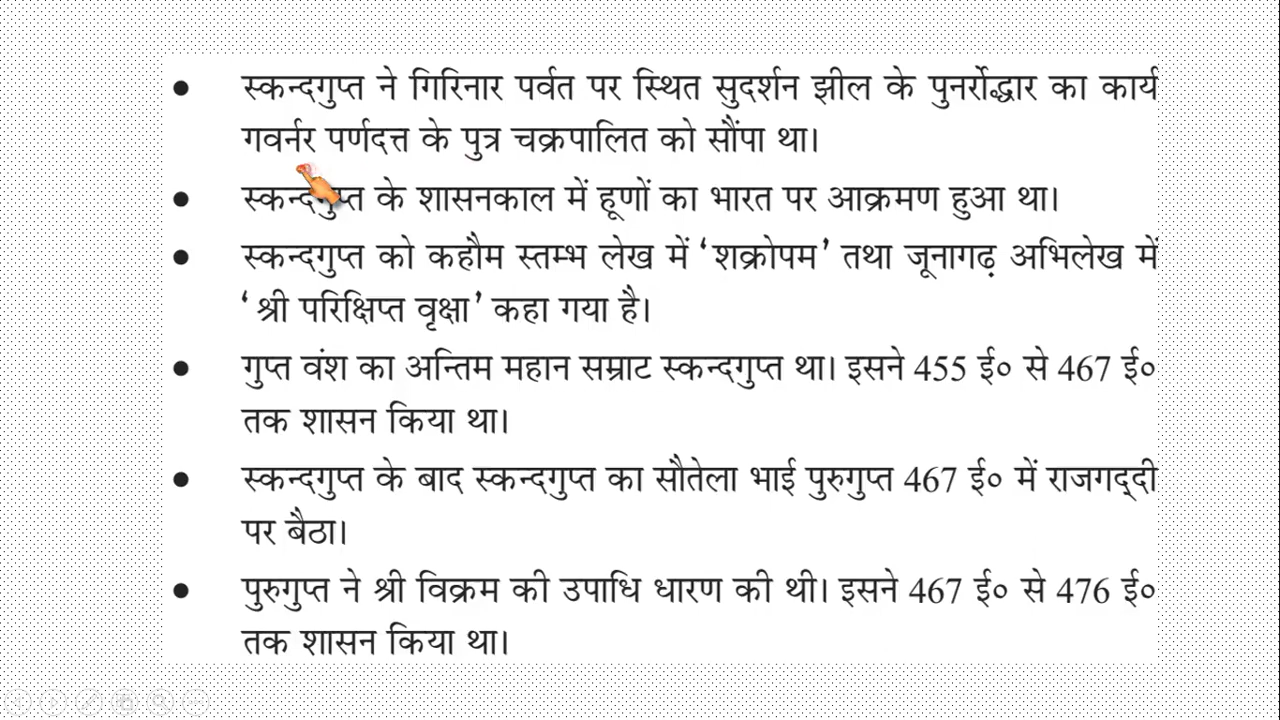 • स्कन्दगुप्त ने गिरिनार पर्वत पर स्थित सुदर्शन झील के पुनर्रोद्धार का कार्य
गवर्नर पर्णदत्त के पुत्र चक्रपालित को सौंपा था।
• स्कन्दगुप्त के शासनकाल में हूणों का भारत पर आक्रमण हुआ था।
• स्कन्दगुप्त को कहौम स्तम्भ लेख में ‘शक्रोपम’ तथा जूनागढ़ अभिलेख में
‘श्री परिक्षिप्त वृक्षा’ कहा गया है।
• गुप्त वंश का अन्तिम महान सम्राट स्कन्दगुप्त था। इसने 455 ई० से 467 ई०
तक शासन किया था।
• स्कन्दगुप्त के बाद स्कन्दगुप्त का सौतेला भाई पुरुगुप्त 467 ई० में राजगद्दी
पर बैठा।
• पुरुगुप्त ने श्री विक्रम की उपाधि धारण की थी। इसने 467 ई० से 476 ई०
तक शासन किया था।